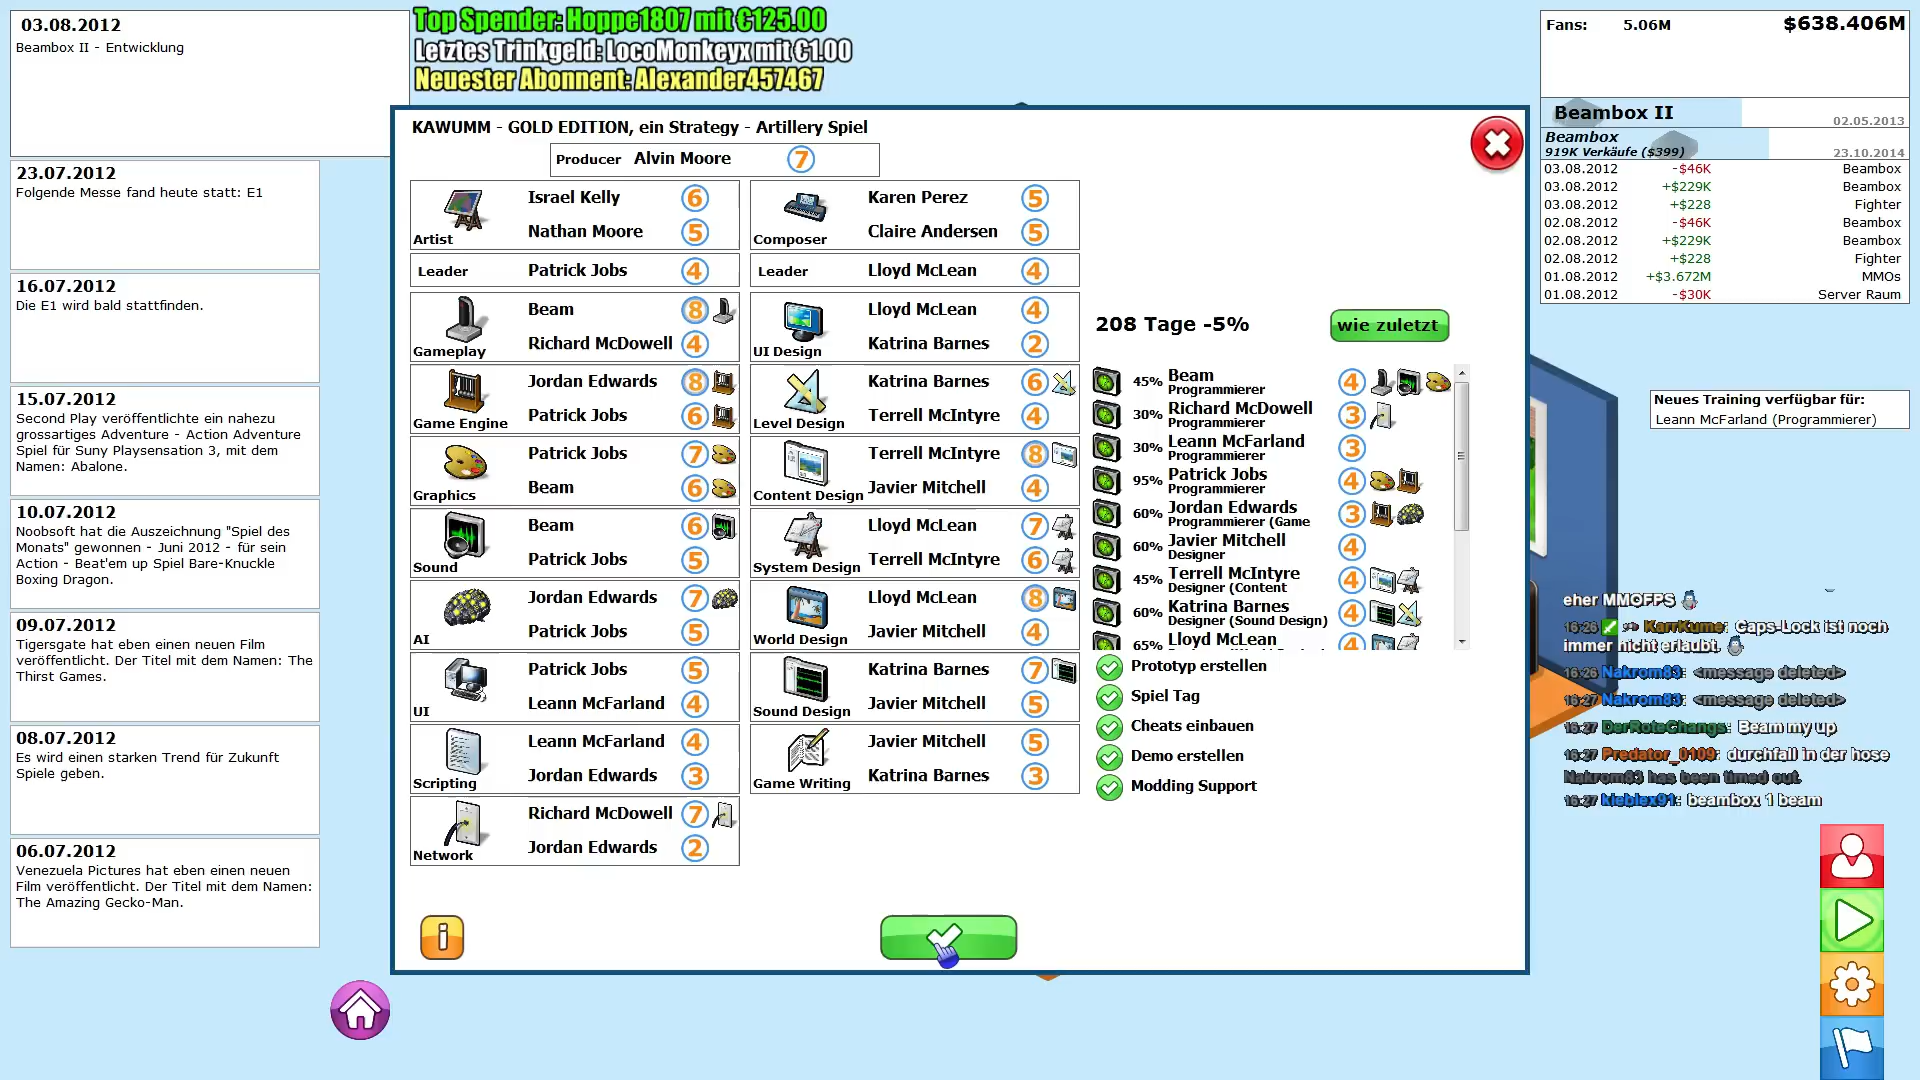 03.08.2012
Beambox II - Entwicklung
23.07.2012
Folgende Messe fand heute statt: E1
16.07.2012
Die E1 wird bald stattfinden.
15.07.2012
Second Play veröffentlichte ein nahezu
grossartiges Adventure - Action Adventure
Spiel für Suny Playsensation 3, mit dem
Namen: Abalone.
10.07.2012
Noobsoft hat die Auszeichnung "Spiel des
Monats" gewonnen - Juni 2012 - für sein
Action - Beat'em up Spiel Bare-Knuckle
Boxing Dragon.
09.07.2012
Tigersgate hat eben einen neuen Film
veröffentlicht. Der Titel mit dem Namen: The
Thirst Games.
08.07.2012
Es wird einen starken Trend für Zukunft
Spiele geben.
06.07.2012
Venezuela Pictures hat eben einen neuen
Film veröffentlicht. Der Titel mit dem Namen:
The Amazing Gecko-Man.
Top Spender: Hoppe1807 mit €125.00
Letztes Trinkgeld: LocoMonkeyx mit €1.00
Neuester Abonnent: Alexander457467
KAWUMM - GOLD EDITION, ein Strategy - Artillery Spiel
Producer Alvin Moore 7
Artist
Israel Kelly 6
Nathan Moore 5
Leader Patrick Jobs 4
Gameplay
Beam 8
Richard McDowell 4
Game Engine
Jordan Edwards 8
Patrick Jobs 6
Graphics
Patrick Jobs 7
Beam 6
Sound
Beam 6
Patrick Jobs 5
AI
Jordan Edwards 7
Patrick Jobs 5
UI
Patrick Jobs 5
Leann McFarland 4
Scripting
Leann McFarland 4
Jordan Edwards 3
Network
Richard McDowell 7
Jordan Edwards 2
Composer
Karen Perez 5
Claire Andersen 5
Leader Lloyd McLean 4
UI Design
Lloyd McLean 4
Katrina Barnes 2
Level Design
Katrina Barnes 6
Terrell McIntyre 4
Content Design
Terrell McIntyre 8
Javier Mitchell 4
System Design
Lloyd McLean 7
Terrell McIntyre 6
World Design
Lloyd McLean 8
Javier Mitchell 4
Sound Design
Katrina Barnes 7
Javier Mitchell 5
Game Writing
Javier Mitchell 5
Katrina Barnes 3
208 Tage -5%
wie zuletzt
45% Beam 4
Programmierer
30% Richard McDowell 3
Programmierer
30% Leann McFarland 3
Programmierer
95% Patrick Jobs 4
Programmierer
60% Jordan Edwards 3
Programmierer (Game
60% Javier Mitchell 4
Designer
45% Terrell McIntyre 4
Designer (Content
60% Katrina Barnes 4
Designer (Sound Design)
65% Lloyd McLean 4
Prototyp erstellen
Spiel Tag
Cheats einbauen
Demo erstellen
Modding Support
i
Fans: 5.06M $638.406M
Beambox II
02.05.2013
Beambox
919K Verkäufe ($399)
23.10.2014
03.08.2012 -$46K Beambox
03.08.2012 +$229K Beambox
03.08.2012 +$228 Fighter
02.08.2012 -$46K Beambox
02.08.2012 +$229K Beambox
02.08.2012 +$228 Fighter
01.08.2012 +$3.672M MMOs
01.08.2012 -$30K Server Raum
Neues Training verfügbar für:
Leann McFarland (Programmierer)
eher MMOFPS
16:26 KarrKume: Caps-Lock ist noch
immer nicht erlaubt.
16:26 Nakrom83: <message deleted>
16:27 Nakrom83: <message deleted>
16:27 DerRoteChangs: Beam my up
16:27 Predator_0109: durchfall in der hose
Nakrom83 has been timed out.
16:27 kleblex91: beambox 1 beam